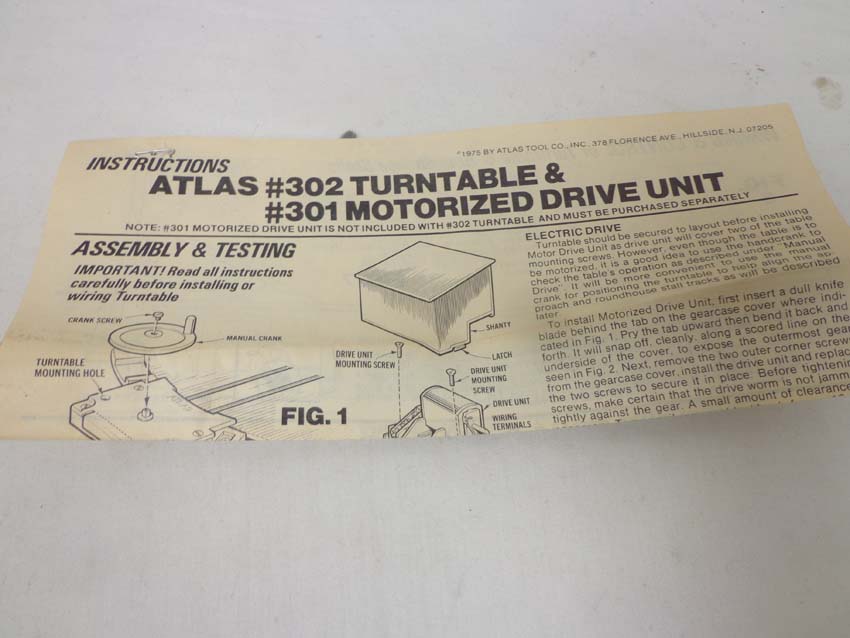 ©1975 BY ATLAS TOOL CO., INC., 378 FLORENCE AVE., HILLSIDE, N.J. 07205
INSTRUCTIONS
ATLAS #302 TURNTABLE &
#301 MOTORIZED DRIVE UNIT
NOTE: #301 MOTORIZED DRIVE UNIT IS NOT INCLUDED WITH #302 TURNTABLE AND MUST BE PURCHASED SEPARATELY
ASSEMBLY & TESTING
IMPORTANT! Read all instructions
carefully before installing or
wiring Turntable
CRANK SCREW
MANUAL CRANK
TURNTABLE
MOUNTING HOLE
SHANTY
LATCH
DRIVE UNIT
MOUNTING SCREW
DRIVE UNIT
MOUNTING
SCREW
DRIVE UNIT
WIRING
TERMINALS
FIG. 1
ELECTRIC DRIVE
Turntable should be secured to layout before installing
Motor Drive Unit as drive unit will cover two of the table
mounting screws. However, even though the table is to
be motorized, it is a good idea to use the handcrank to
check the table's operation as described under "Manual
Drive". It will be more convenient to use the manual
crank for positioning the turntable to help align the ap-
proach and roundhouse stall tracks as will be described
later.
To install Motorized Drive Unit, first insert a dull knife
blade behind the tab on the gearcase cover where indi-
cated in Fig. 1. Pry the tab upward then bend it back and
forth. It will snap off, cleanly, along a scored line on the
underside of the cover, to expose the outermost gear
seen in Fig. 2. Next, remove the two outer corner screws
from the gearcase cover, install the drive unit and replac
the two screws to secure it in place. Before tightenin
screws, make certain that the drive worm is not jamm
tightly against the gear. A small amount of clearance